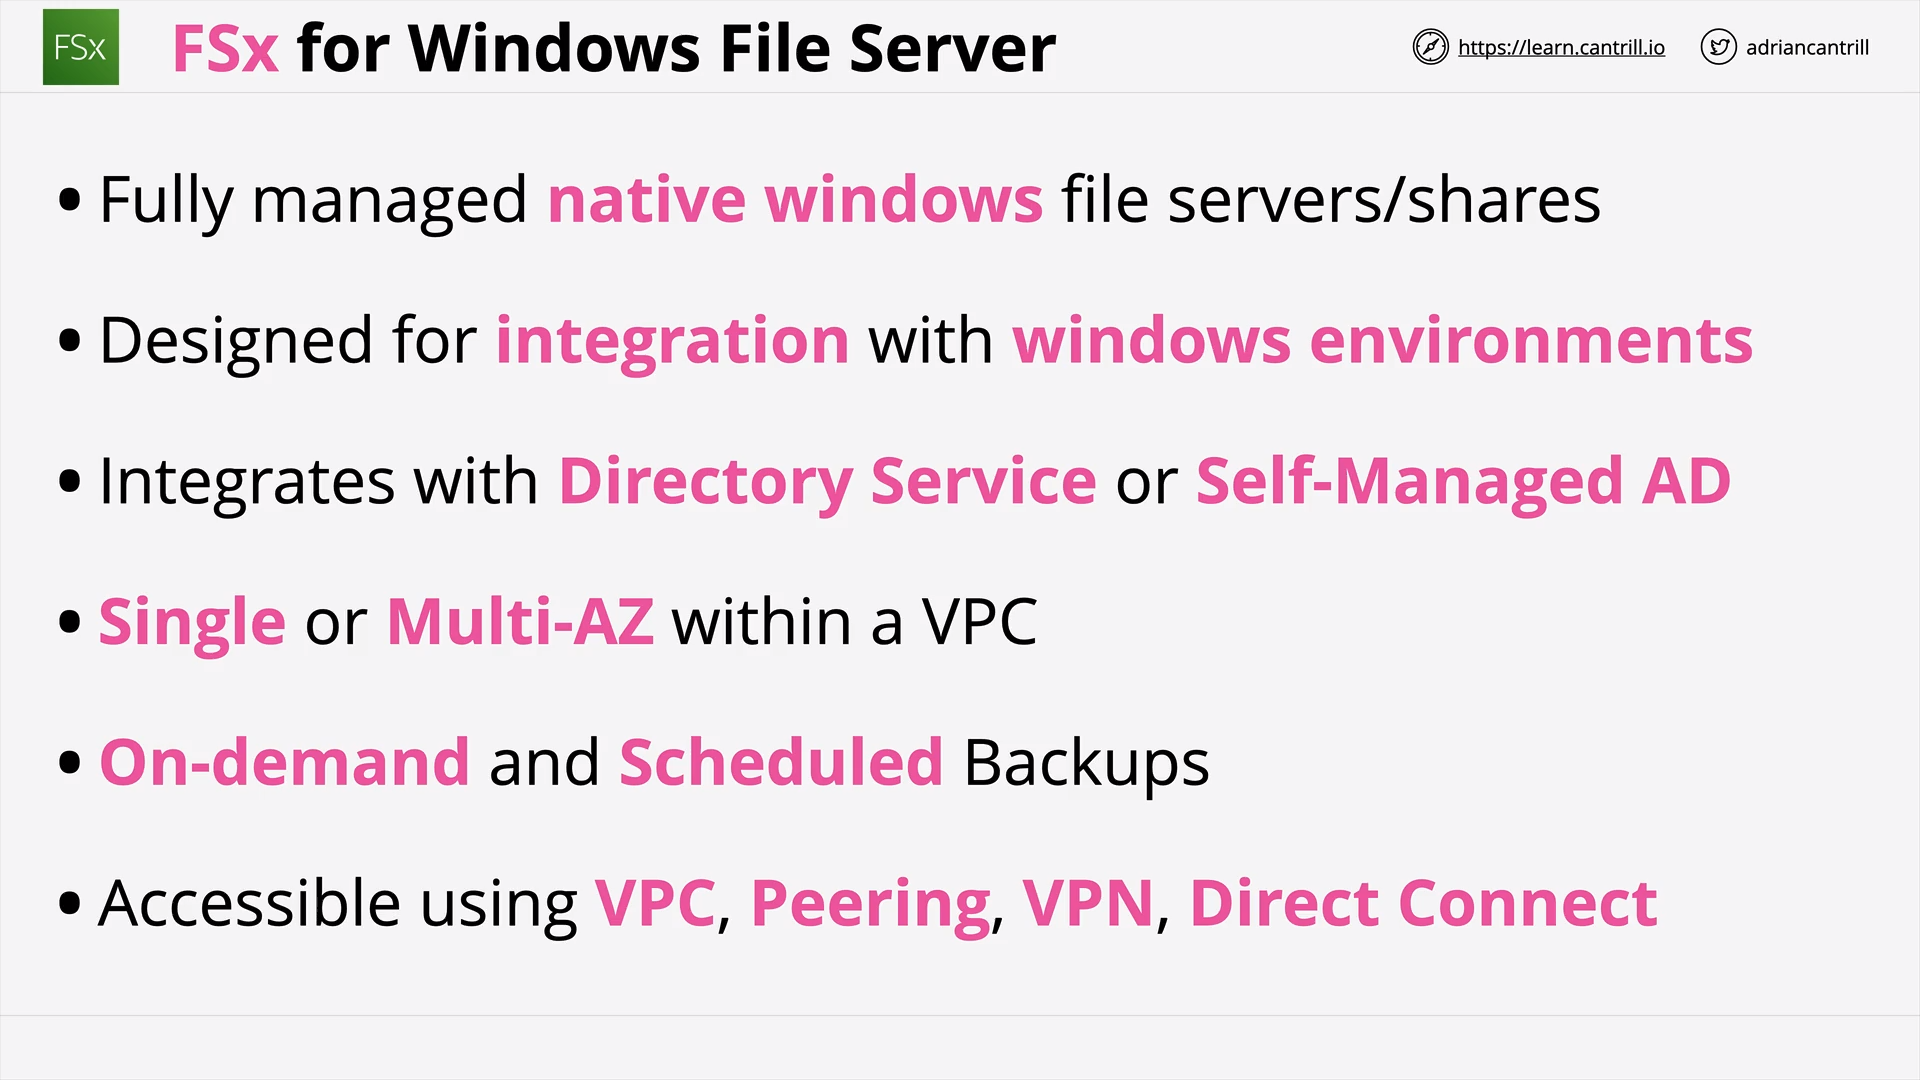 FSx
FSx for Windows File Server
https://learn.cantrill.io
adriancantrill
• Fully managed native windows file servers/shares
• Designed for integration with windows environments
• Integrates with Directory Service or Self-Managed AD
• Single or Multi-AZ within a VPC
• On-demand and Scheduled Backups
• Accessible using VPC, Peering, VPN, Direct Connect